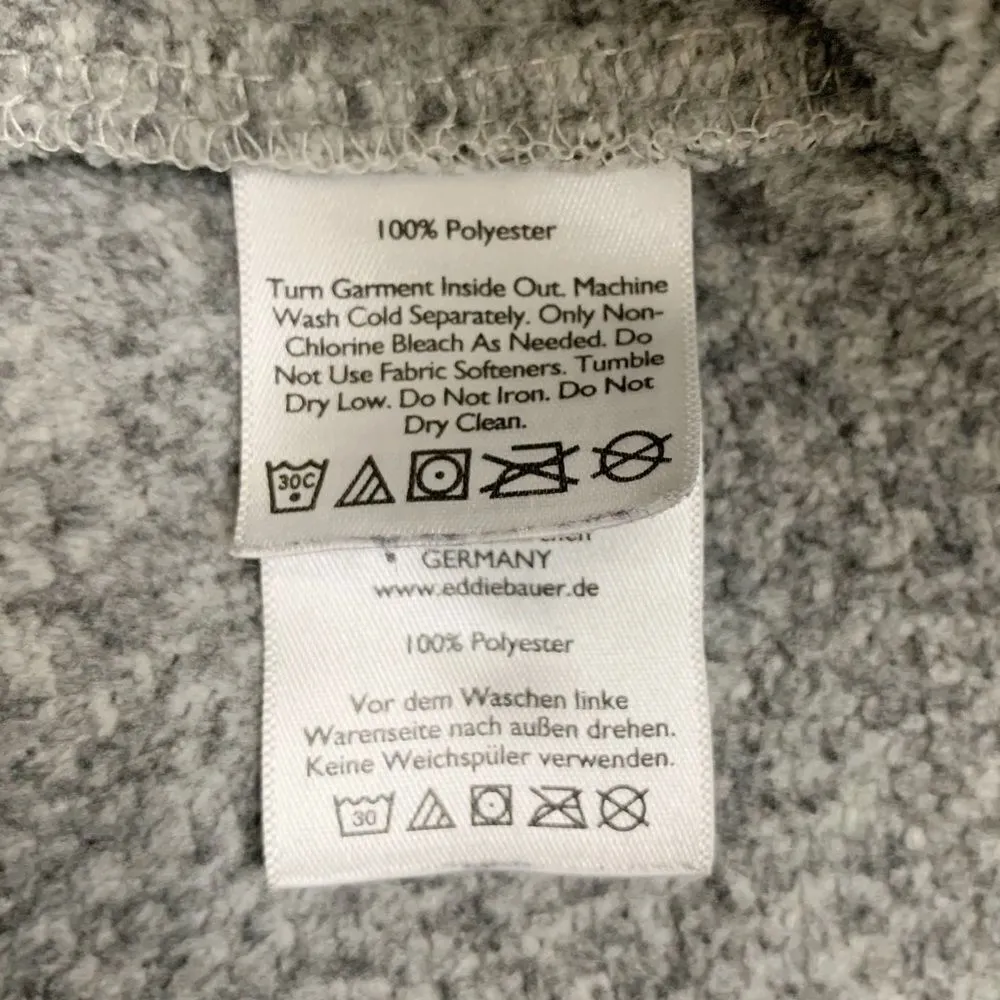 100% Polyester
Turn Garment Inside Out. Machine
Wash Cold Separately. Only Non-
Chlorine Bleach As Needed. Do
Not Use Fabric Softeners. Tumble
Dry Low. Do Not Iron. Do Not
Dry Clean.
30C
GERMANY
www.eddiebauer.de
100% Polyester
Vor dem Waschen linke
Warenseite nach außen drehen.
Keine Weichspüler verwenden.
30